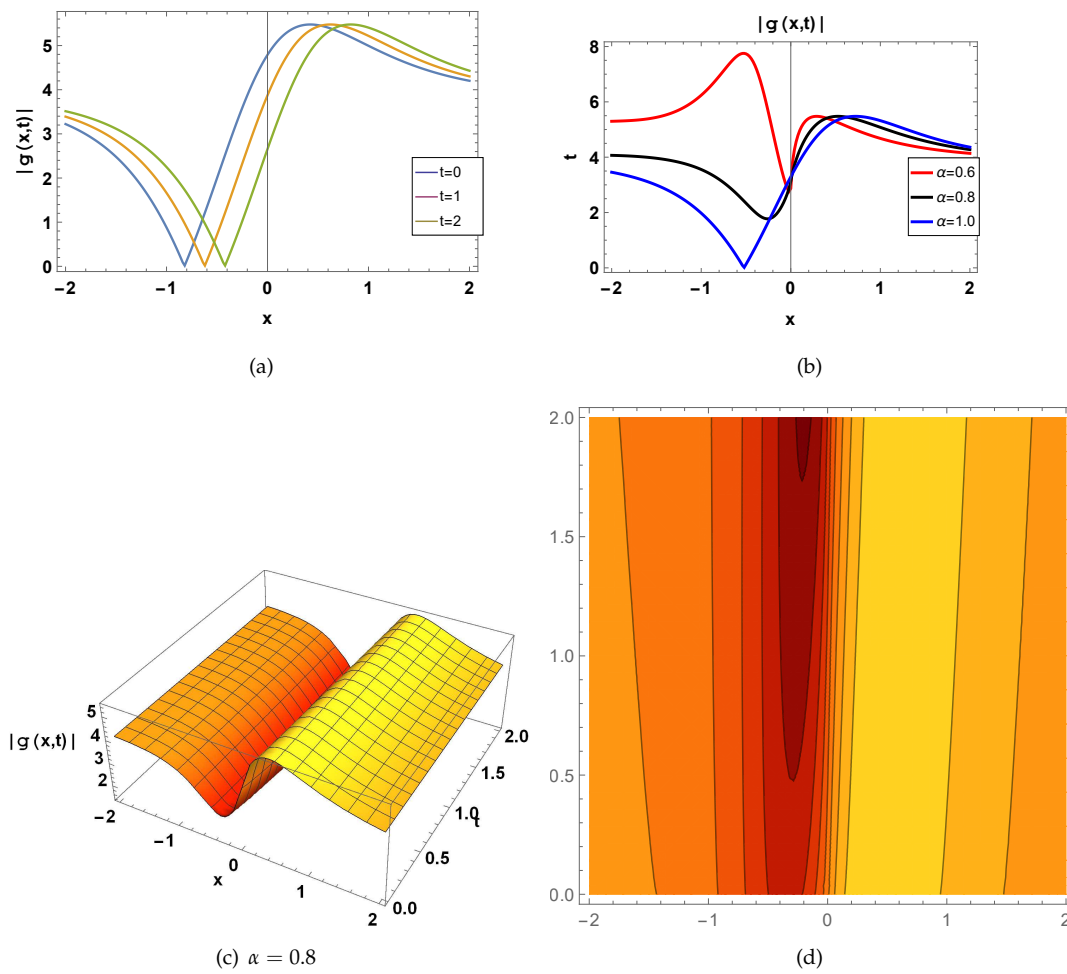 |g(x,t)|
5
4
3
2
1
0
−2 −1 0 1 2
x
t=0
t=1
t=2
(a)
|g(x,t)|
8
6
t
4
2
0
−2 −1 0 1 2
x
α=0.6
α=0.8
α=1.0
(b)
|g(x,t)|
5
4
3
2
−2
−1
0
1
2
x
0.0
0.5
1.0
1.5
2.0
t
(c) α = 0.8
2.0
1.5
1.0
0.5
0.0
−2 −1 0 1 2
(d)